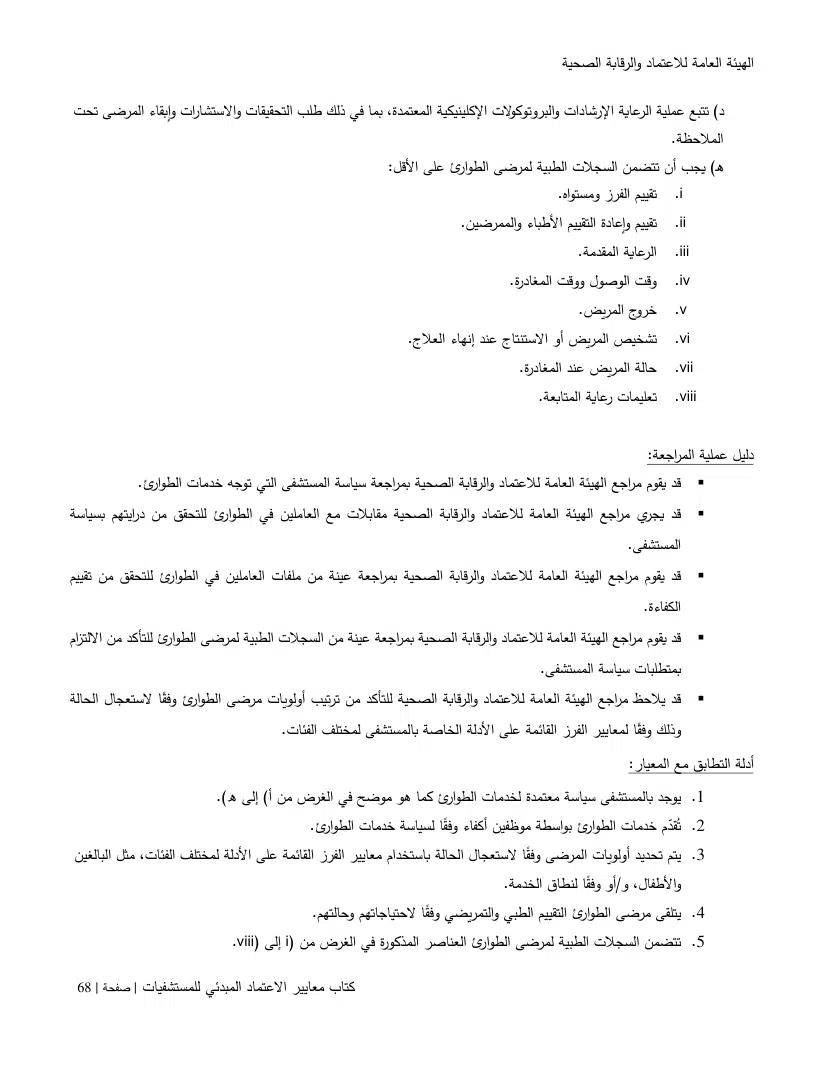 الهيئة العامة للاعتماد والرقابة الصحية
د) تتبع عملية الرعاية الإرشادات والبروتوكولات الإكلينيكية المعتمدة، بما في ذلك طلب التحقيقات والاستشارات وإبقاء المرضى تحت
الملاحظة.
ه) يجب أن تتضمن السجلات الطبية لمرضى الطوارئ على الأقل:
i. تقييم الفرز ومستواه.
ii. تقييم وإعادة التقييم الأطباء والممرضين.
iii. الرعاية المقدمة.
iv. وقت الوصول ووقت المغادرة.
v. خروج المريض.
vi. تشخيص المريض أو الاستنتاج عند إنهاء العلاج.
vii. حالة المريض عند المغادرة.
viii. تعليمات رعاية المتابعة.
دليل عملية المراجعة:
▪ قد يقوم مراجع الهيئة العامة للاعتماد والرقابة الصحية بمراجعة سياسة المستشفى التي توجه خدمات الطوارئ.
▪ قد يجري مراجع الهيئة العامة للاعتماد والرقابة الصحية مقابلات مع العاملين في الطوارئ للتحقق من درايتهم بسياسة
المستشفى.
▪ قد يقوم مراجع الهيئة العامة للاعتماد والرقابة الصحية بمراجعة عينة من ملفات العاملين في الطوارئ للتحقق من تقييم
الكفاءة.
▪ قد يقوم مراجع الهيئة العامة للاعتماد والرقابة الصحية بمراجعة عينة من السجلات الطبية لمرضى الطوارئ للتأكد من الالتزام
بمتطلبات سياسة المستشفى.
▪ قد يلاحظ مراجع الهيئة العامة للاعتماد والرقابة الصحية للتأكد من ترتيب أولويات مرضى الطوارئ وفقًا لاستعجال الحالة
وذلك وفقًا لمعايير الفرز القائمة على الأدلة الخاصة بالمستشفى لمختلف الفئات.
أدلة التطابق مع المعيار:
1. يوجد بالمستشفى سياسة معتمدة لخدمات الطوارئ كما هو موضح في الغرض من أ) إلى ه).
2. تُقدّم خدمات الطوارئ بواسطة موظفين أكفاء وفقًا لسياسة خدمات الطوارئ.
3. يتم تحديد أولويات المرضى وفقًا لاستعجال الحالة باستخدام معايير الفرز القائمة على الأدلة لمختلف الفئات، مثل البالغين
والأطفال، و/أو وفقًا لنطاق الخدمة.
4. يتلقى مرضى الطوارئ التقييم الطبي والتمريضي وفقًا لاحتياجاتهم وحالتهم.
5. تتضمن السجلات الطبية لمرضى الطوارئ العناصر المذكورة في الغرض من i) إلى viii).
كتاب معايير الاعتماد المبدئي للمستشفيات | صفحة | 68